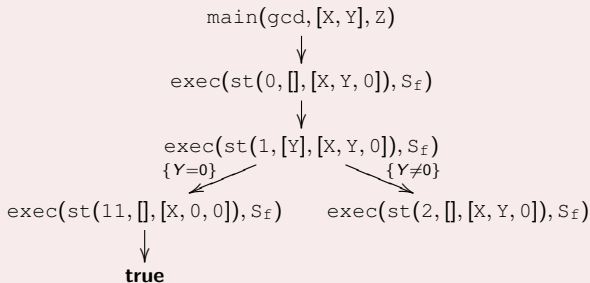 main(gcd, [X, Y], Z)
exec(st(0, [], [X, Y, 0]), Sf)
exec(st(1, [Y], [X, Y, 0]), Sf)
{Y=0} {Y≠0}
exec(st(11, [], [X, 0, 0]), Sf) exec(st(2, [], [X, Y, 0]), Sf)
true